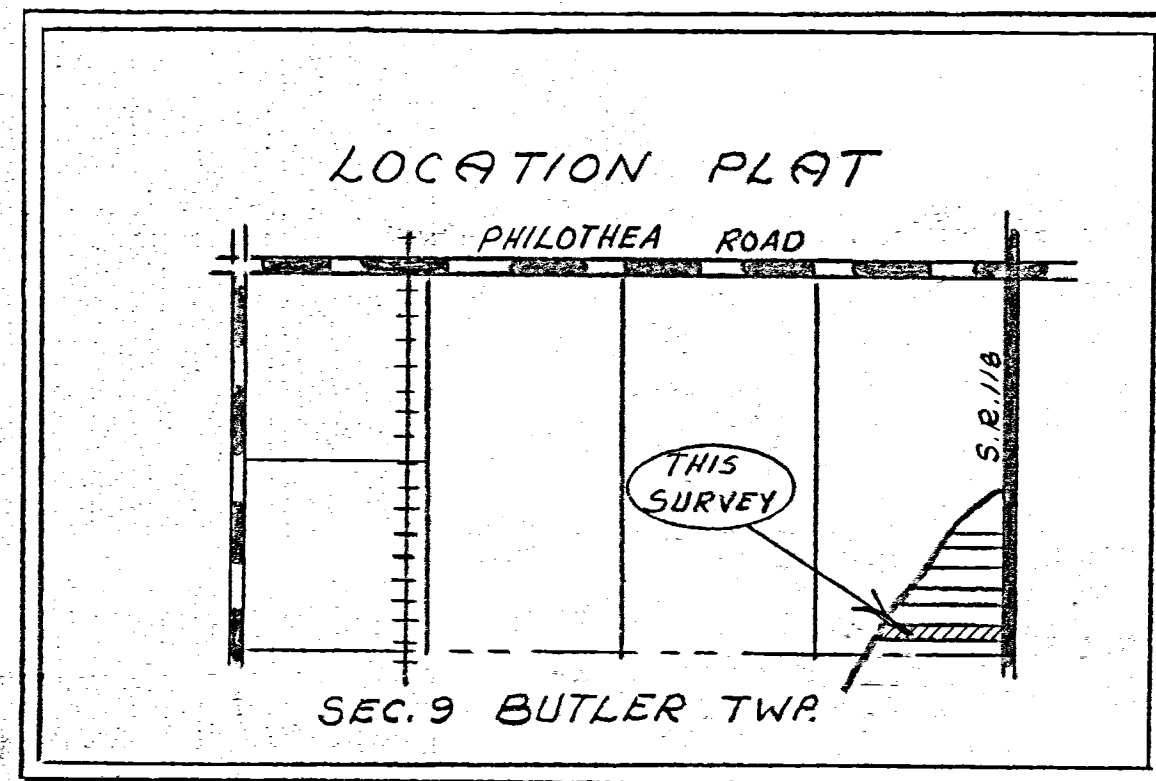 LOCATION PLAT
PHILOTHEA ROAD
S.R.118
THIS
SURVEY
SEC. 9 BUTLER TWP.